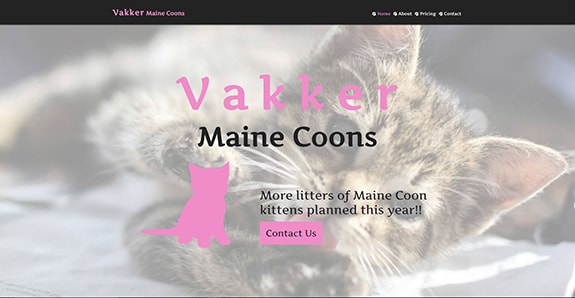 Vakker Maine Coons
Home About Pricing Contact
Vakker
Maine Coons
More litters of Maine Coon
kittens planned this year!!
Contact Us